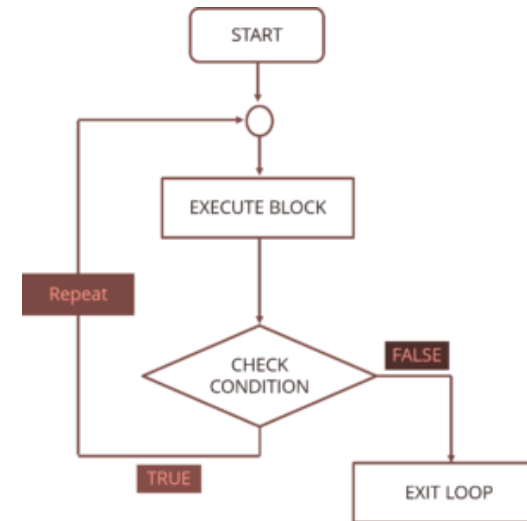 START
EXECUTE BLOCK
Repeat
CHECK
CONDITION
FALSE
TRUE
EXIT LOOP